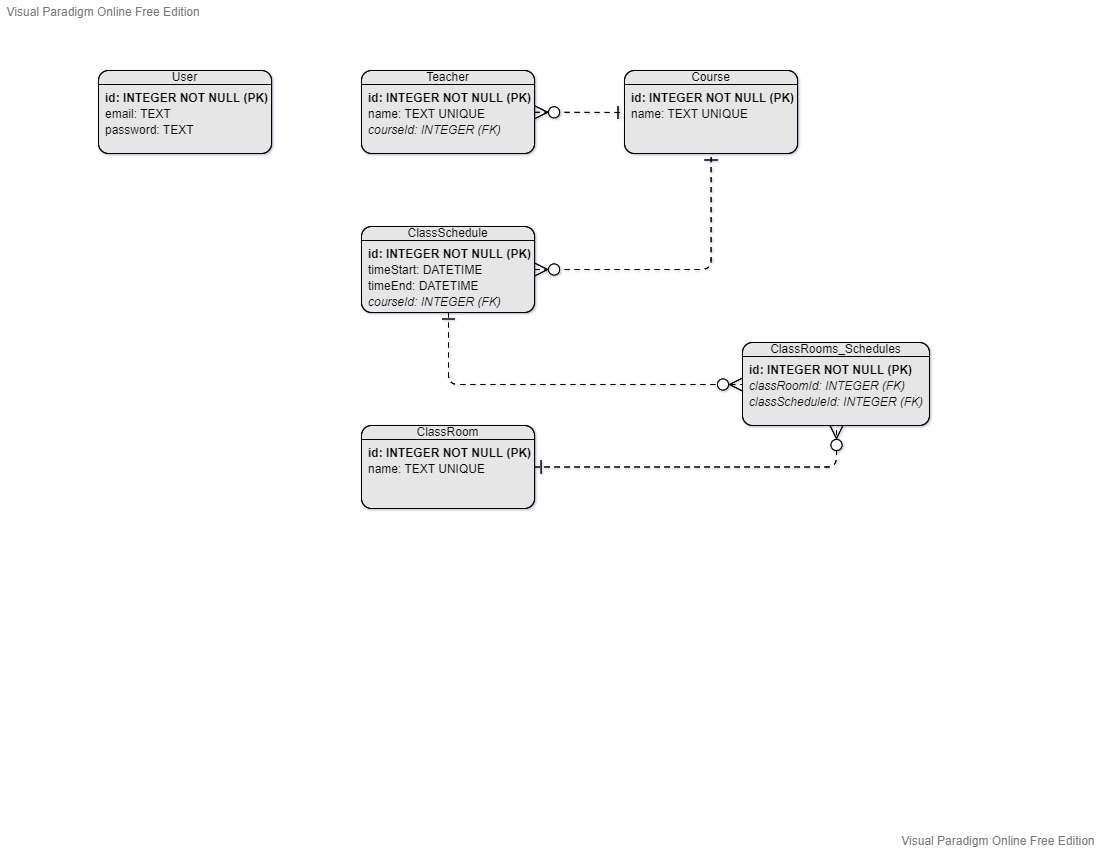 Visual Paradigm Online Free Edition
User
id: INTEGER NOT NULL (PK)
email: TEXT
password: TEXT
Teacher
id: INTEGER NOT NULL (PK)
name: TEXT UNIQUE
courseId: INTEGER (FK)
Course
id: INTEGER NOT NULL (PK)
name: TEXT UNIQUE
ClassSchedule
id: INTEGER NOT NULL (PK)
timeStart: DATETIME
timeEnd: DATETIME
courseId: INTEGER (FK)
ClassRooms_Schedules
id: INTEGER NOT NULL (PK)
classRoomId: INTEGER (FK)
classScheduleId: INTEGER (FK)
ClassRoom
id: INTEGER NOT NULL (PK)
name: TEXT UNIQUE
Visual Paradigm Online Free Edition